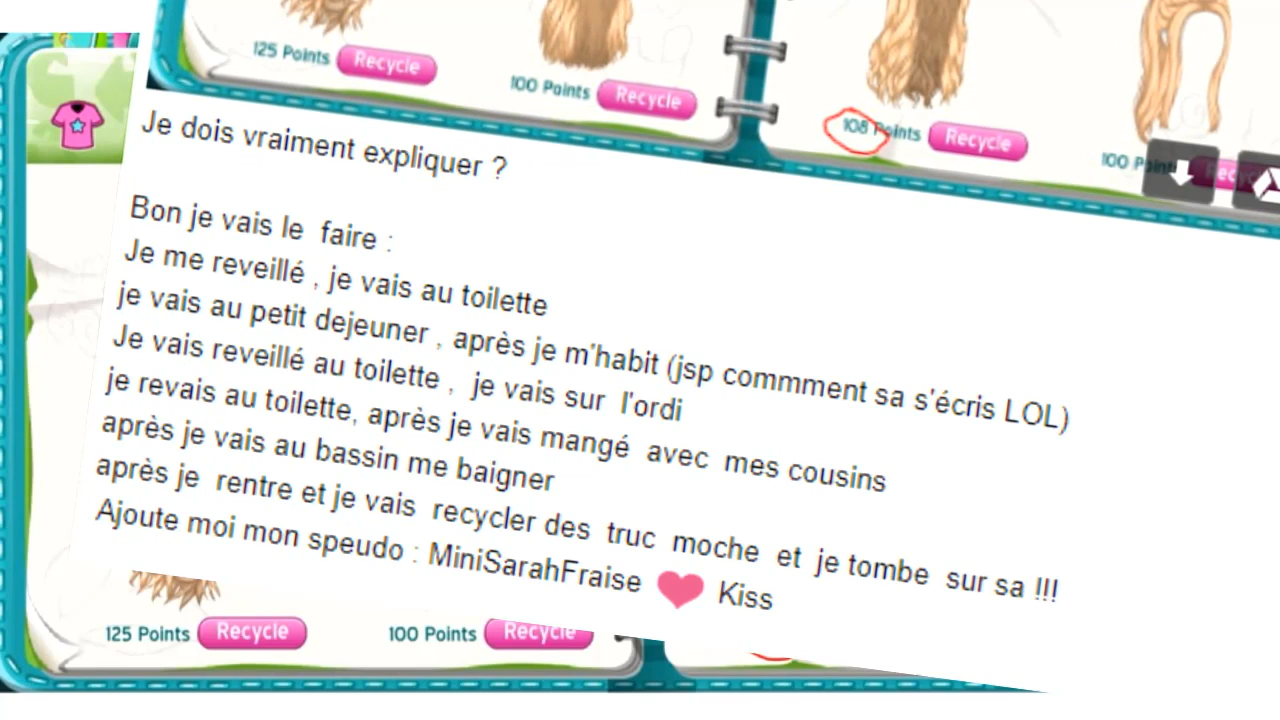 125 Points Recycle
100 Points Recycle
108 Points Recycle
100 Points Recycle
Je dois vraiment expliquer ?
Bon je vais le faire :
Je me reveillé , je vais au toilette
je vais au petit dejeuner , après je m'habit (jsp commment sa s'écris LOL)
Je vais reveillé au toilette , je vais sur l'ordi
je revais au toilette, après je vais mangé avec mes cousins
après je vais au bassin me baigner
après je rentre et je vais recycler des truc moche et je tombe sur sa !!!
Ajoute moi mon speudo : MiniSarahFraise Kiss
125 Points Recycle
100 Points Recycle